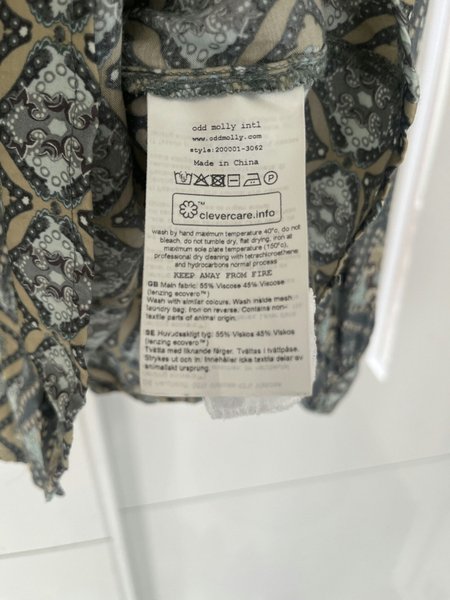 odd molly intl
www.oddmolly.com
style:200001-3062
Made in China
P
™ clevercare.info
wash by hand maximum temperature 40°c, do not
bleach, do not tumble dry, flat drying, iron at
maximum sole plate temperature (150°c),
professional dry cleaning with tetrachloroethene
and hydrocarbons normal process
KEEP AWAY FROM FIRE
GB Main fabric: 55% Viscose 45% Viscose
(lenzing ecovero™)
Wash with similar colours. Wash inside mesh
laundry bag. Iron on reverse. Contains non-
textile parts of animal origin.
SE Huvudsakligt tyg: 55% Viskos 45% Viskos
(lenzing ecovero™)
Tvätta med liknande färger. Tvättas i tvättpåse.
Strykes ut och in. Innehåller icke textila delar av
animaliskt ursprung.